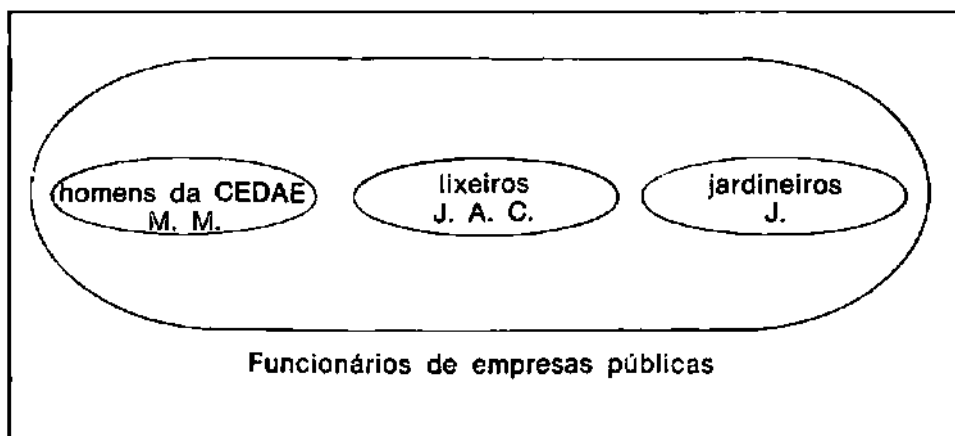 homens da CEDAE
M. M.
lixeiros
J. A. C.
jardineiros
J.
Funcionários de empresas públicas